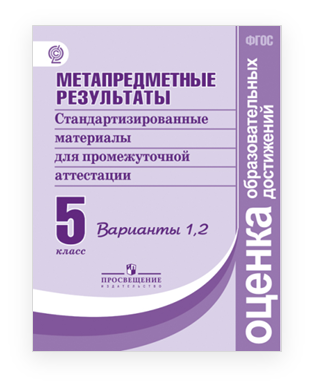 ФГОС
МЕТАПРЕДМЕТНЫЕ
РЕЗУЛЬТАТЫ
Стандартизированные
материалы
для промежуточной
аттестации
5
класс
Варианты 1,2
ПРОСВЕЩЕНИЕ
ИЗДАТЕЛЬСТВО
оценка
образовательных
достижений